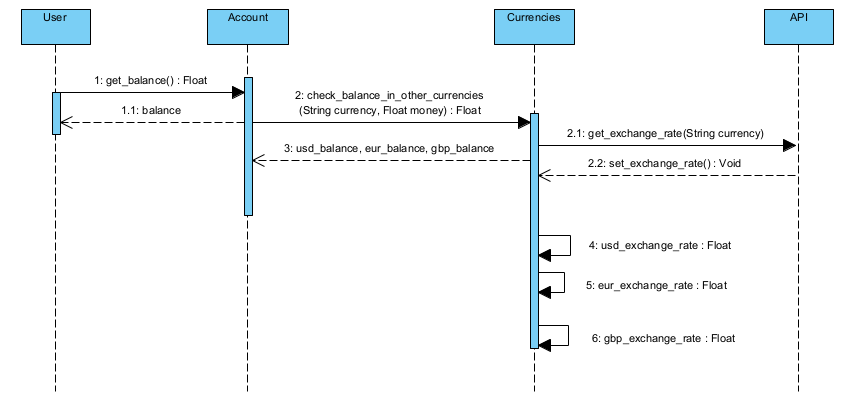 User
Account
Currencies
API
1: get_balance() : Float
2: check_balance_in_other_currencies
(String currency, Float money) : Float
1.1: balance
2.1: get_exchange_rate(String currency)
3: usd_balance, eur_balance, gbp_balance
2.2: set_exchange_rate() : Void
4: usd_exchange_rate : Float
5: eur_exchange_rate : Float
6: gbp_exchange_rate : Float